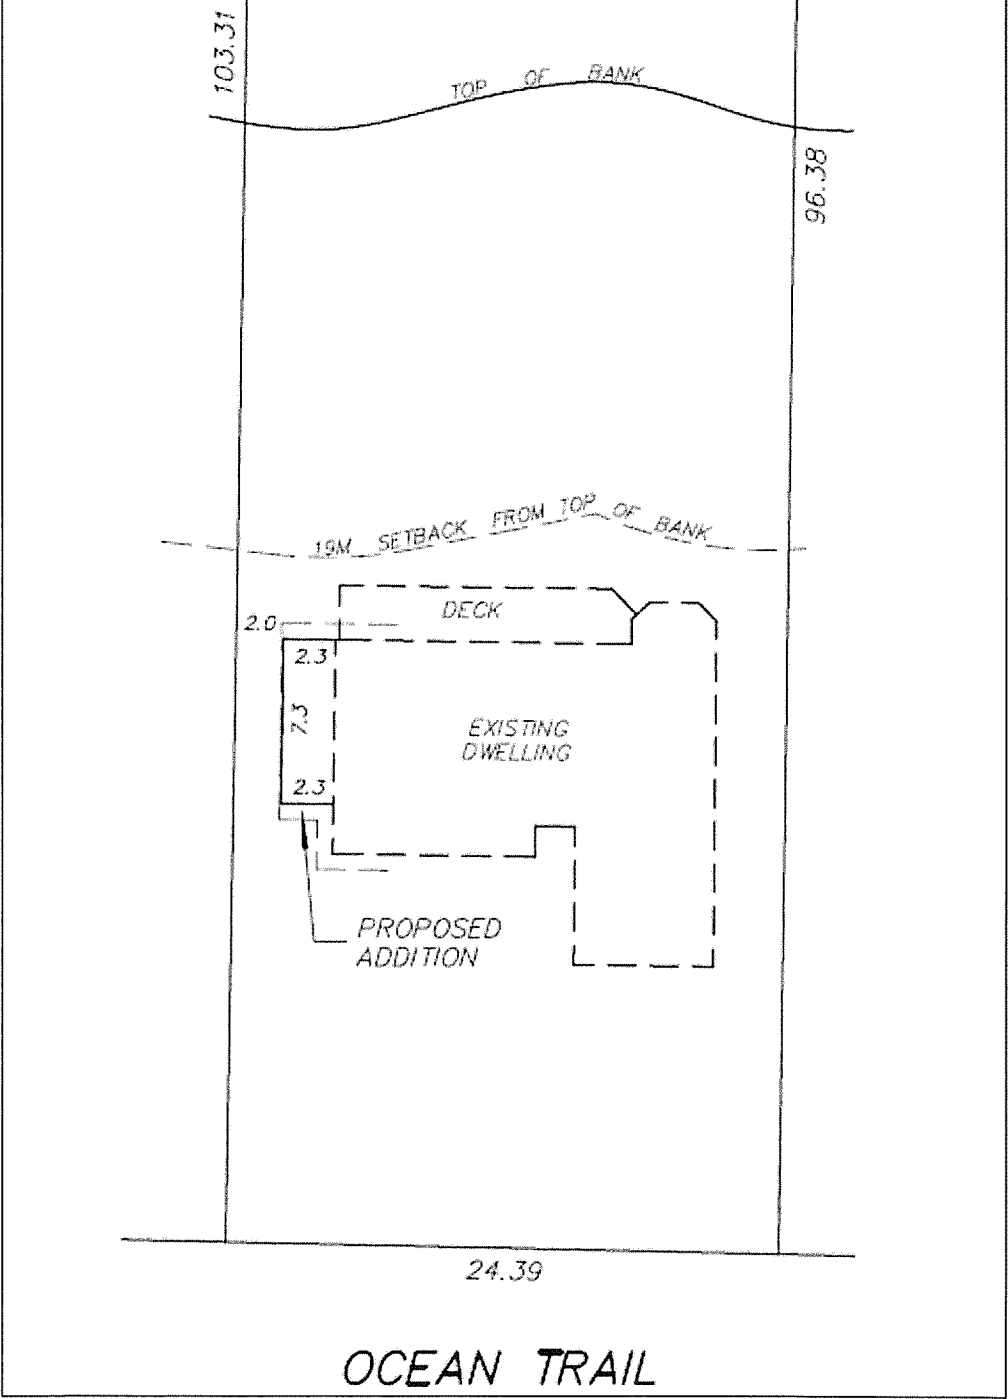 103.31
TOP OF BANK
96.38
19M SETBACK FROM TOP OF BANK
DECK
2.0
2.3
7.3
EXISTING
DWELLING
2.3
PROPOSED
ADDITION
24.39
OCEAN TRAIL